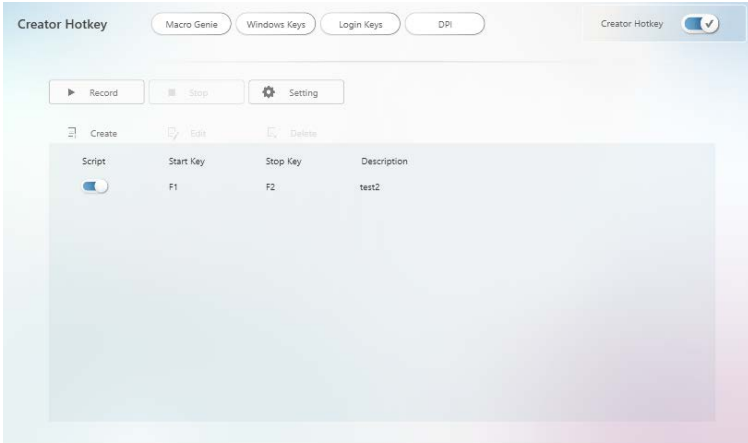 Creator Hotkey Macro Genie Windows Keys Login Keys DPI Creator Hotkey
Record Stop Setting
Create Edit Delete
Script Start Key Stop Key Description
F1 F2 test2